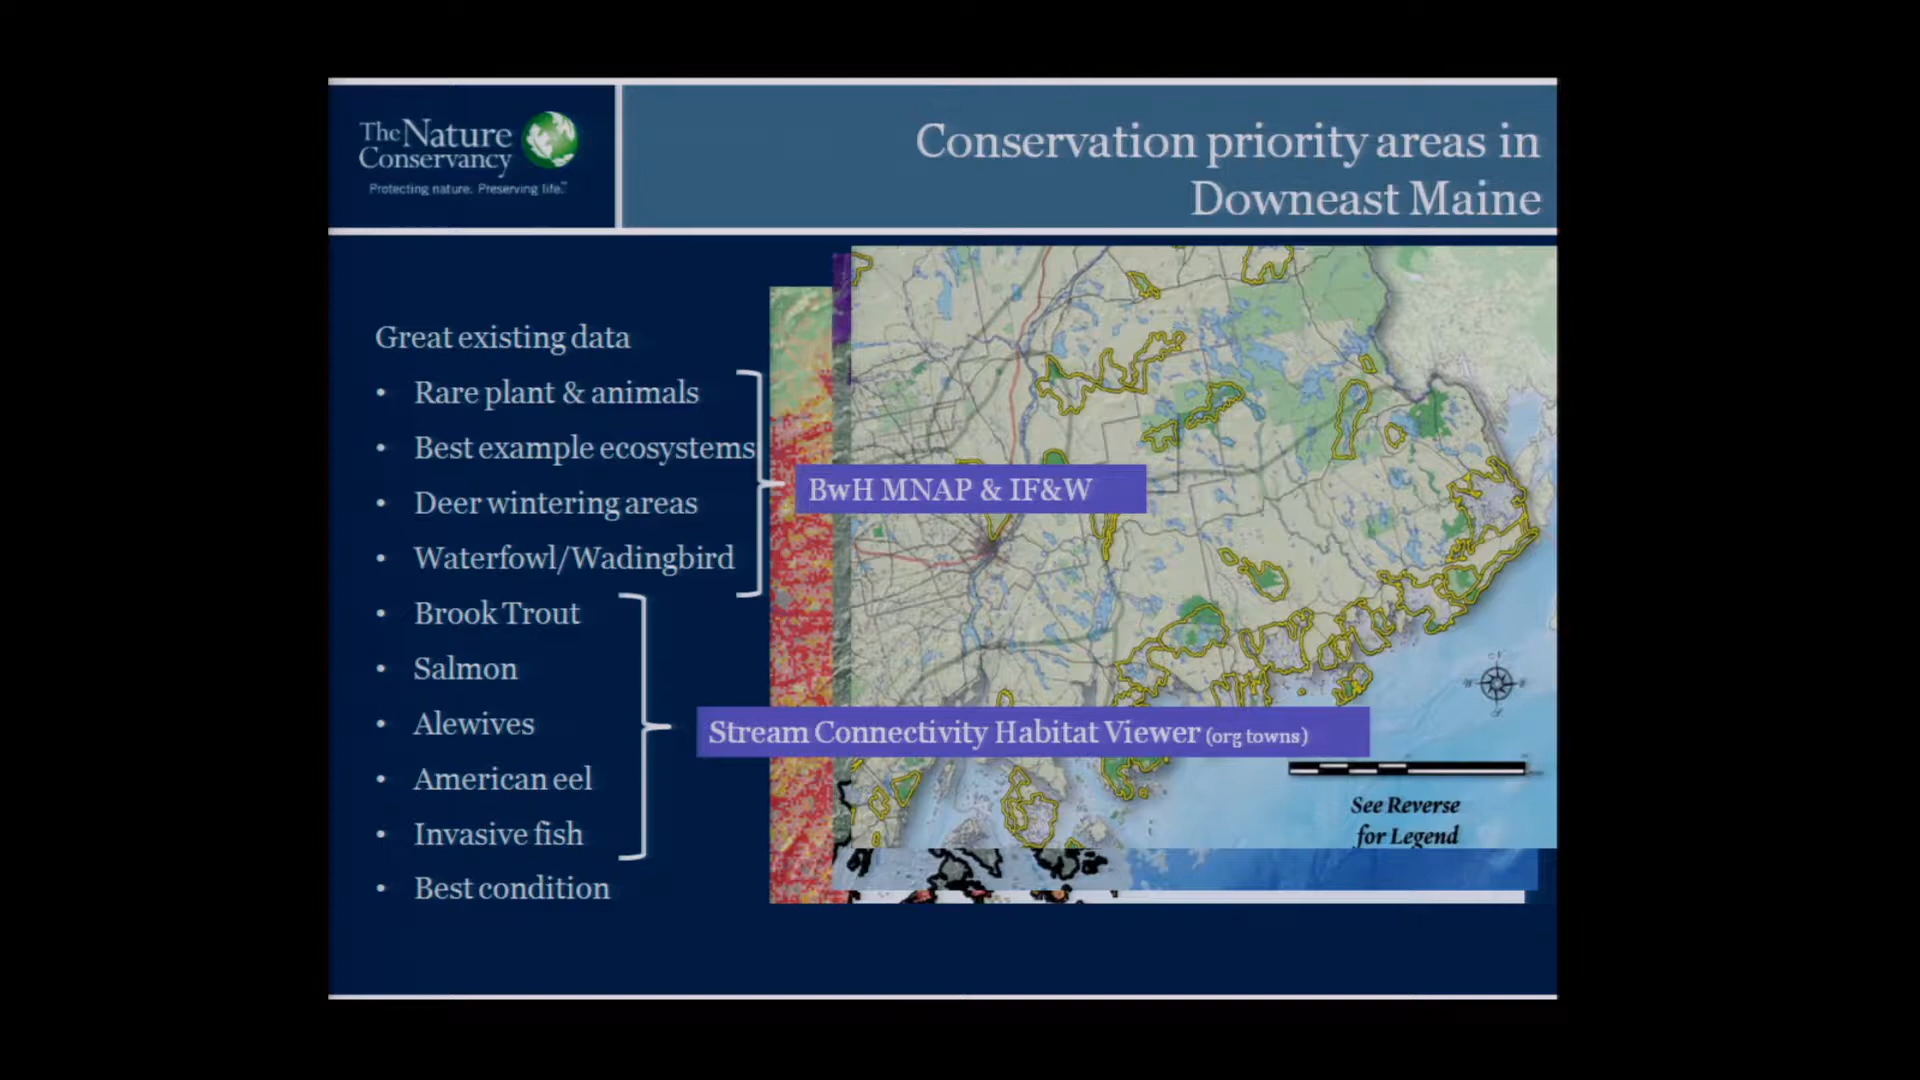 The Nature
Conservancy
Protecting nature. Preserving life.™
Conservation priority areas in
Downeast Maine
Great existing data
• Rare plant & animals
• Best example ecosystems
• Deer wintering areas
• Waterfowl/Wadingbird
BwH MNAP & IF&W
• Brook Trout
• Salmon
• Alewives
• American eel
• Invasive fish
Stream Connectivity Habitat Viewer (org towns)
• Best condition
See Reverse
for Legend